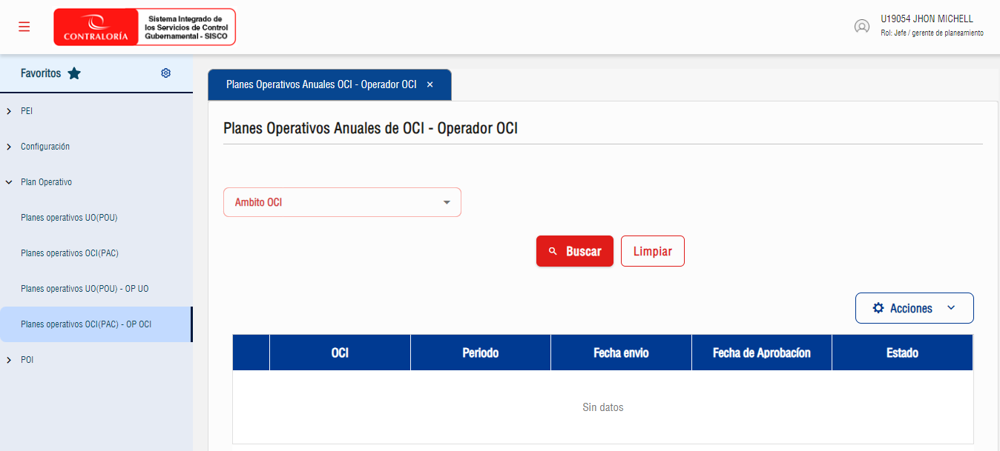 CONTRALORÍA
Sistema Integrado de
los Servicios de Control
Gubernamental - SISCO
U19054 JHON MICHELL
Rol: Jefe / gerente de planeamiento
Favoritos
PEI
Configuración
Plan Operativo
Planes operativos UO(POU)
Planes operativos OCI(PAC)
Planes operativos UO(POU) - OP UO
Planes operativos OCI(PAC) - OP OCI
POI
Planes Operativos Anuales OCI - Operador OCI ×
Planes Operativos Anuales de OCI - Operador OCI
Ambito OCI
Buscar Limpiar
Acciones
OCI Periodo Fecha envio Fecha de Aprobacíon Estado
Sin datos